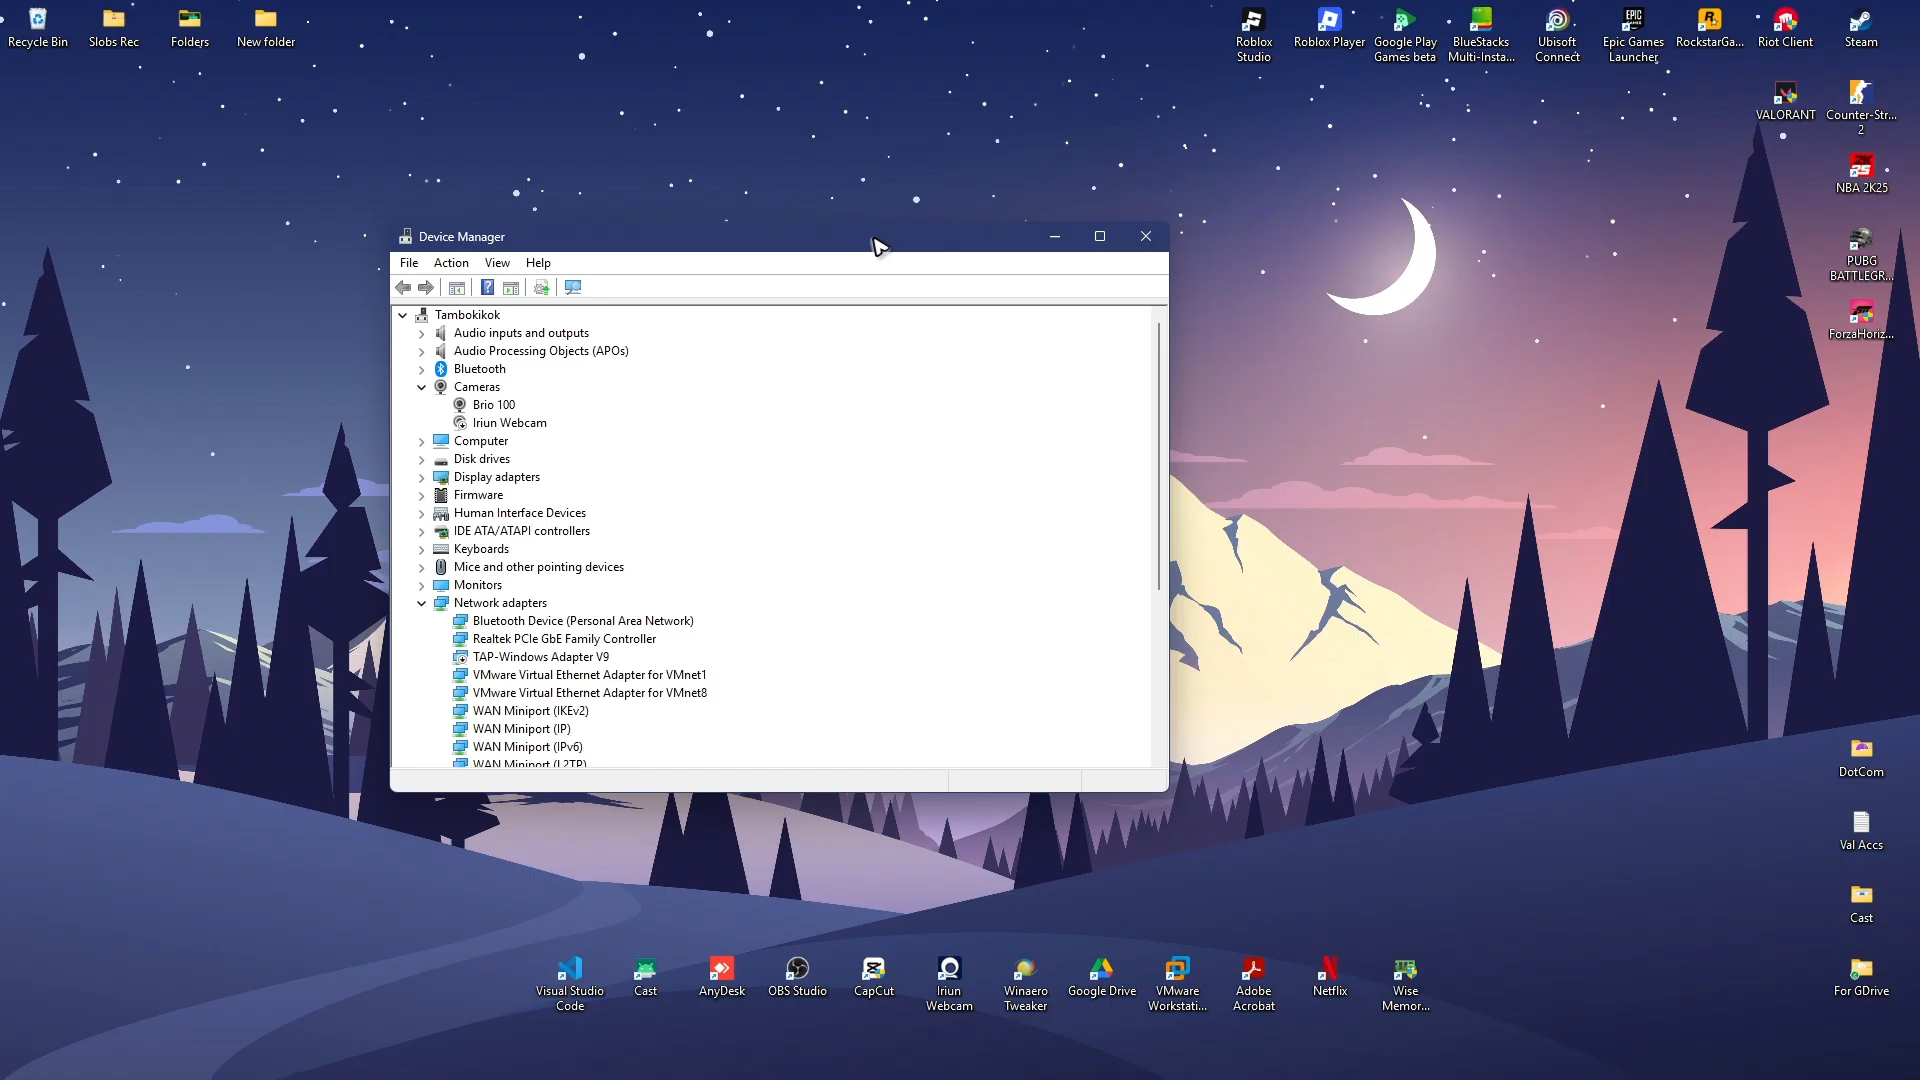 Recycle Bin
Slobs Rec
Folders
New folder
Roblox
Studio
Roblox Player
Google Play
Games beta
BlueStacks
Multi-Insta...
Ubisoft
Connect
Epic Games
Launcher
RockstarGa...
Riot Client
Steam
VALORANT
Counter-Str...
2
NBA 2K25
PUBG
BATTLEGR...
ForzaHoriz...
Device Manager
File
Action
View
Help
Tambokikok
Audio inputs and outputs
Audio Processing Objects (APOs)
Bluetooth
Cameras
Brio 100
Iriun Webcam
Computer
Disk drives
Display adapters
Firmware
Human Interface Devices
IDE ATA/ATAPI controllers
Keyboards
Mice and other pointing devices
Monitors
Network adapters
Bluetooth Device (Personal Area Network)
Realtek PCIe GbE Family Controller
TAP-Windows Adapter V9
VMware Virtual Ethernet Adapter for VMnet1
VMware Virtual Ethernet Adapter for VMnet8
WAN Miniport (IKEv2)
WAN Miniport (IP)
WAN Miniport (IPv6)
WAN Miniport (L2TP)
DotCom
Val Accs
Cast
For GDrive
Visual Studio
Code
Cast
AnyDesk
OBS Studio
CapCut
Iriun
Webcam
Winaero
Tweaker
Google Drive
VMware
Workstati...
Adobe
Acrobat
Netflix
Wise
Memor...